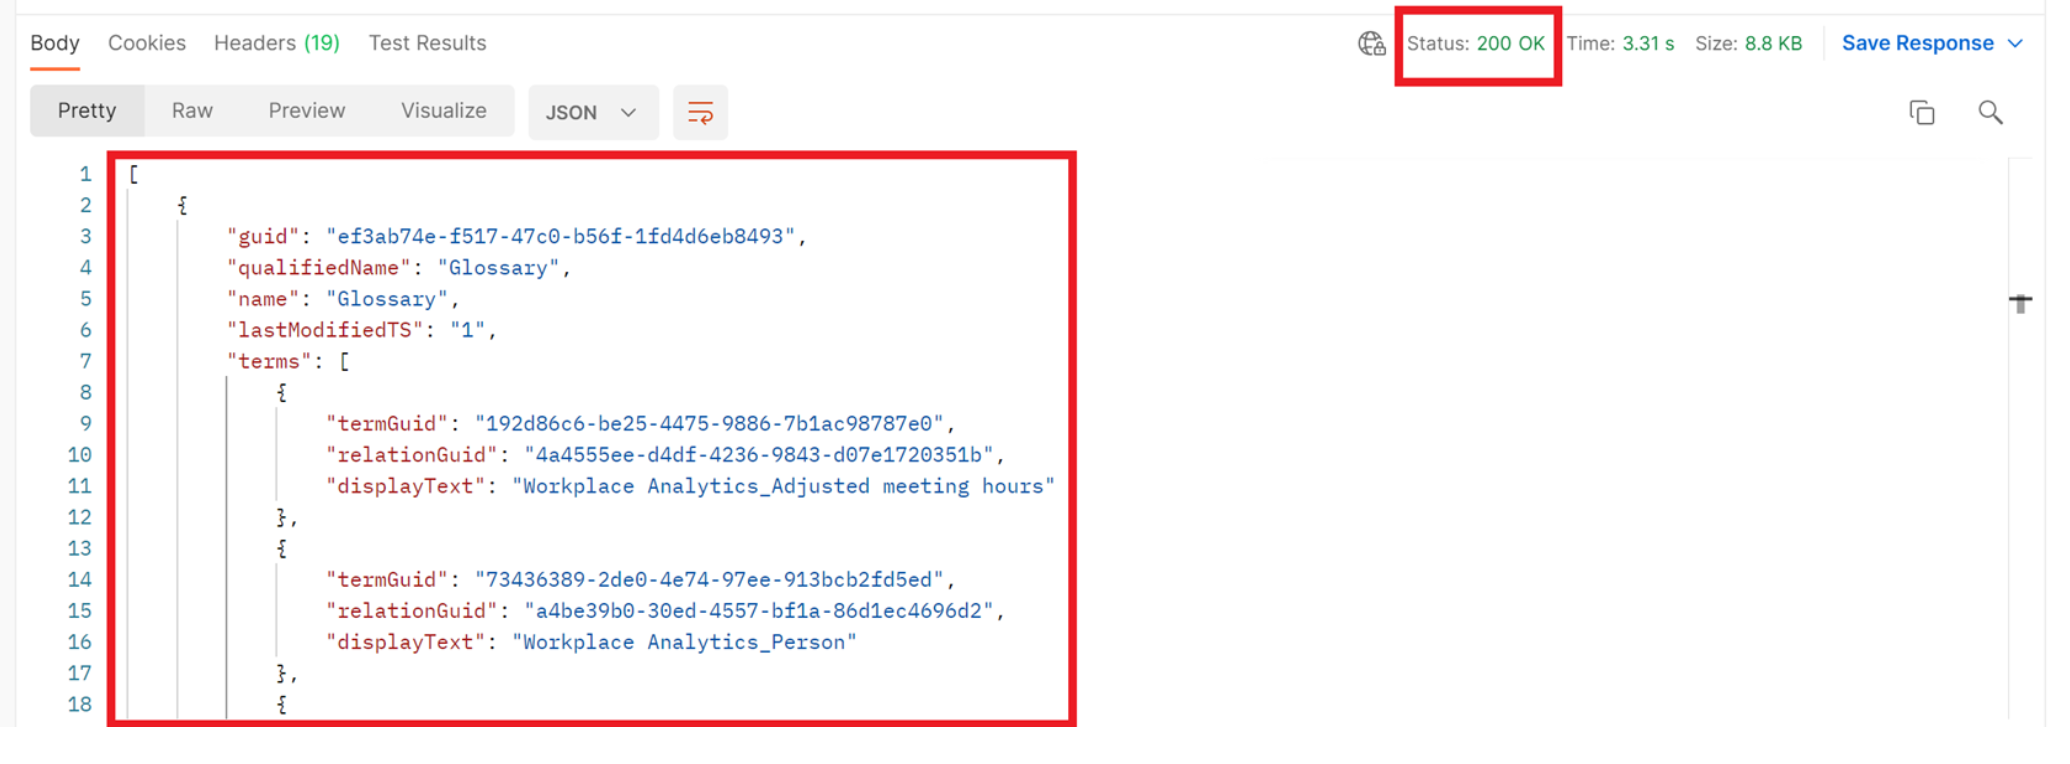 Body Cookies Headers (19) Test Results Status: 200 OK Time: 3.31 s Size: 8.8 KB Save Response
Pretty Raw Preview Visualize JSON
1 [
2 {
3 "guid": "ef3ab74e-f517-47c0-b56f-1fd4d6eb8493",
4 "qualifiedName": "Glossary",
5 "name": "Glossary",
6 "lastModifiedTS": "1",
7 "terms": [
8 {
9 "termGuid": "192d86c6-be25-4475-9886-7b1ac98787e0",
10 "relationGuid": "4a4555ee-d4df-4236-9843-d07e1720351b",
11 "displayText": "Workplace Analytics_Adjusted meeting hours"
12 },
13 {
14 "termGuid": "73436389-2de0-4e74-97ee-913bcb2fd5ed",
15 "relationGuid": "a4be39b0-30ed-4557-bf1a-86d1ec4696d2",
16 "displayText": "Workplace Analytics_Person"
17 },
18 {